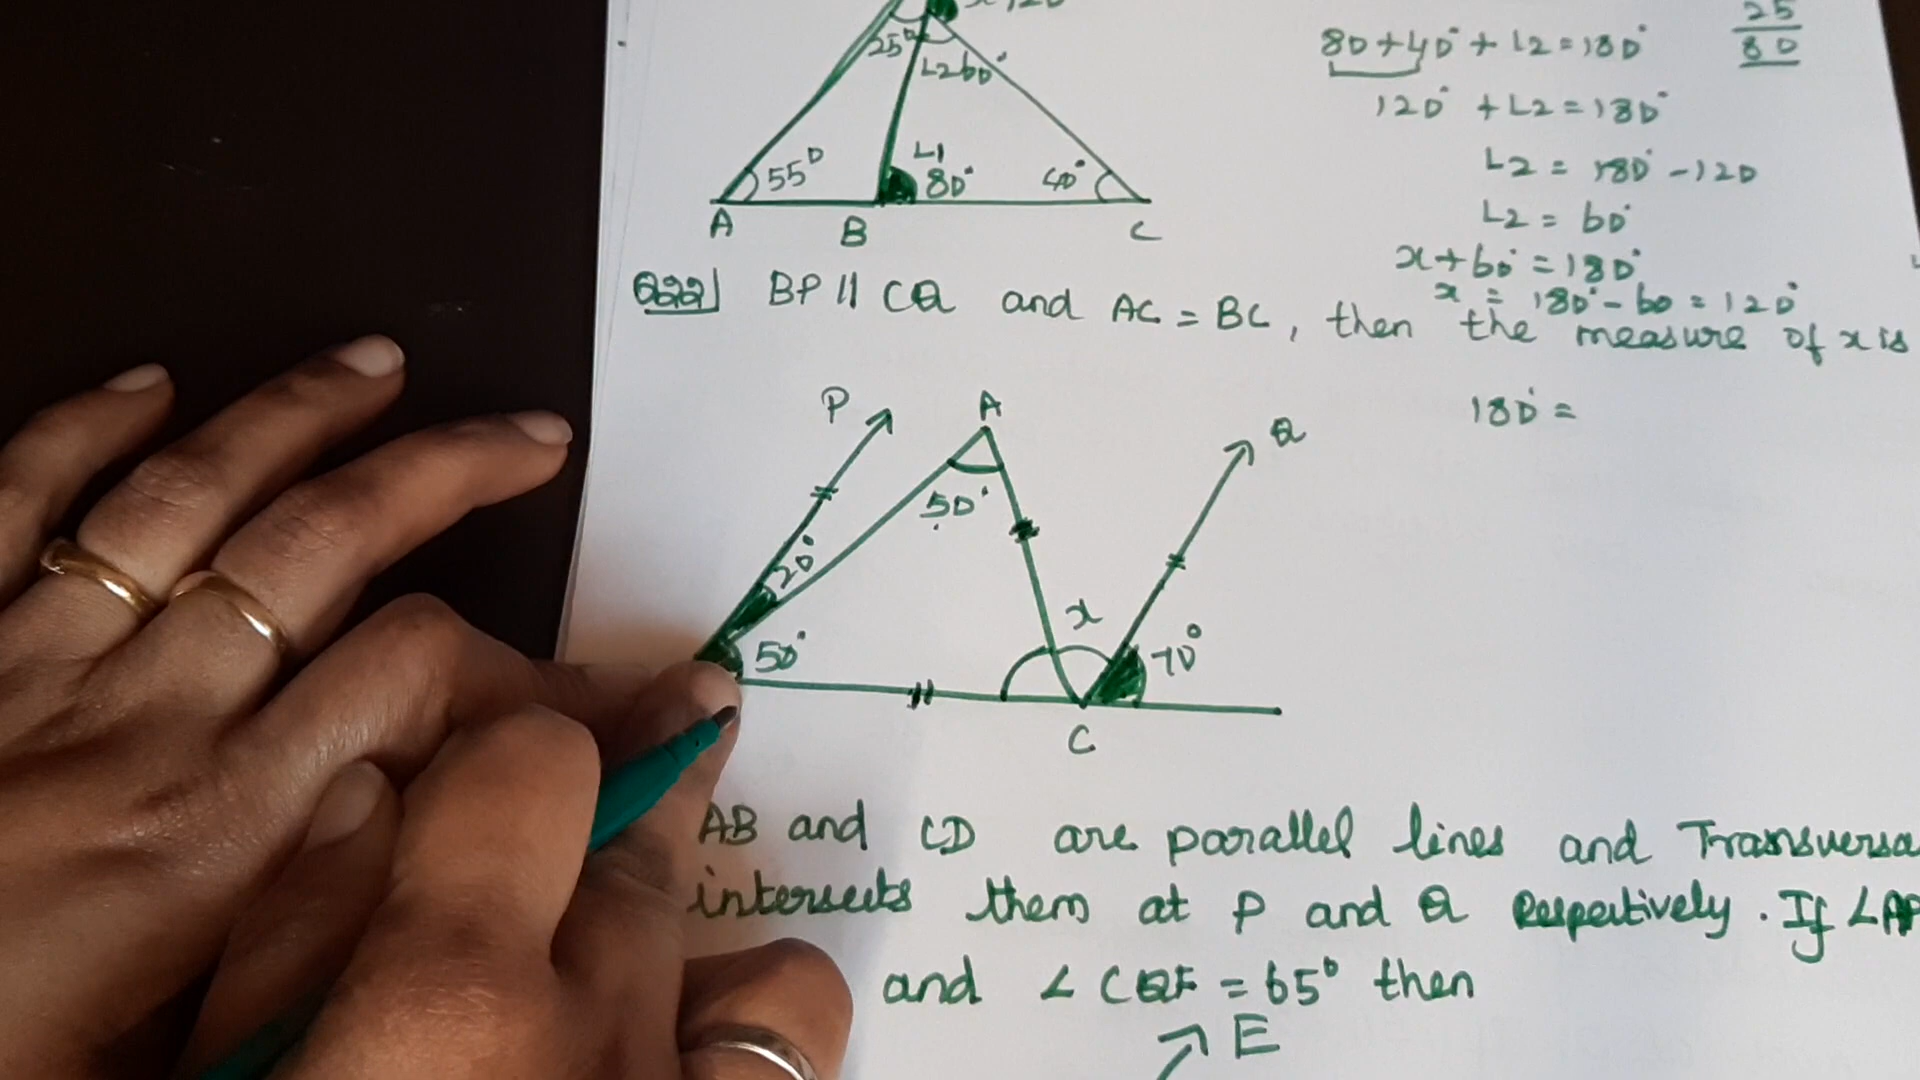 25°
L2 60°
55°
L1
80°
40°
A
B
C
80+40° + L2 = 180°
120° + L2 = 180°
L2 = 180° - 120
L2 = 60°
x + 60° = 180°
x = 180° - 60 = 120°
25
80
Q22] BP || CQ and AC = BC, then the measure of x is
180° =
P
A
Q
20°
50°
50°
x
70°
C
AB and CD are parallel lines and Transversa
intersects them at P and Q Respectively. If ∠AP
and ∠CQF = 65° then
E